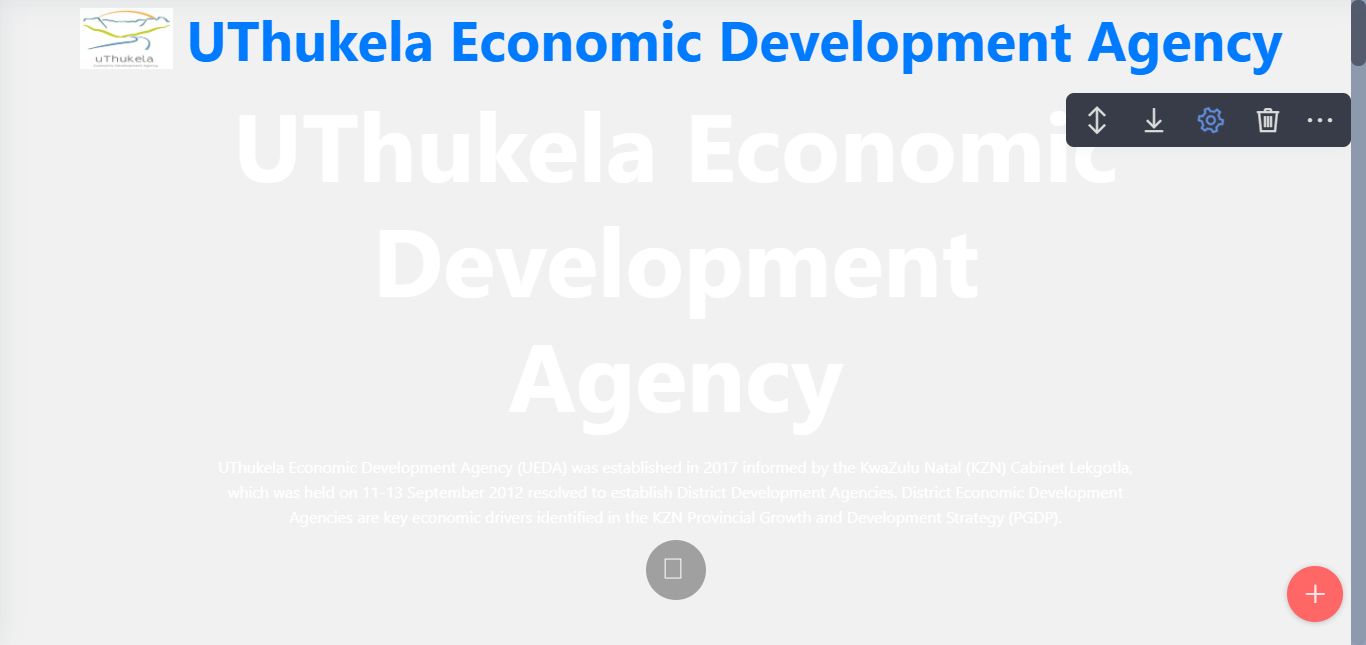 uThukela
Economic Development Agency
UThukela Economic Development Agency
UThukela Economic
Development
Agency
UThukela Economic Development Agency (UEDA) was established in 2017 informed by the KwaZulu Natal (KZN) Cabinet Lekgotla,
which was held on 11-13 September 2012 resolved to establish District Development Agencies. District Economic Development
Agencies are key economic drivers identified in the KZN Provincial Growth and Development Strategy (PGDP).